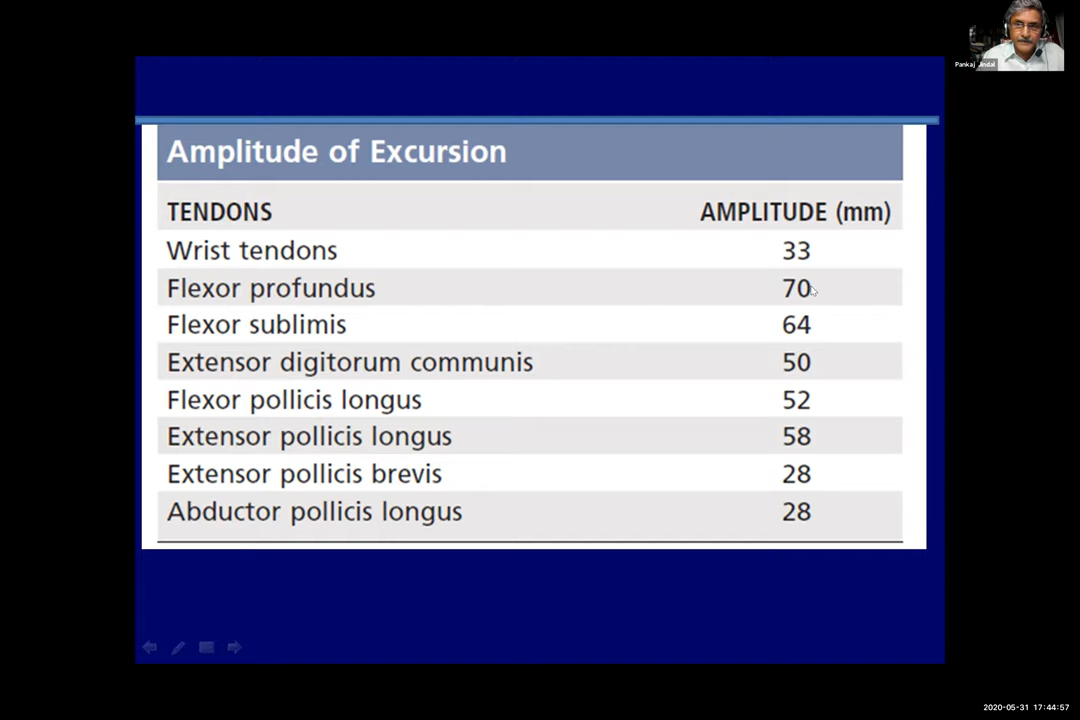 Pankaj Jindal
Amplitude of Excursion
TENDONS AMPLITUDE (mm)
Wrist tendons 33
Flexor profundus 70
Flexor sublimis 64
Extensor digitorum communis 50
Flexor pollicis longus 52
Extensor pollicis longus 58
Extensor pollicis brevis 28
Abductor pollicis longus 28
2020-05-31 17:44:57